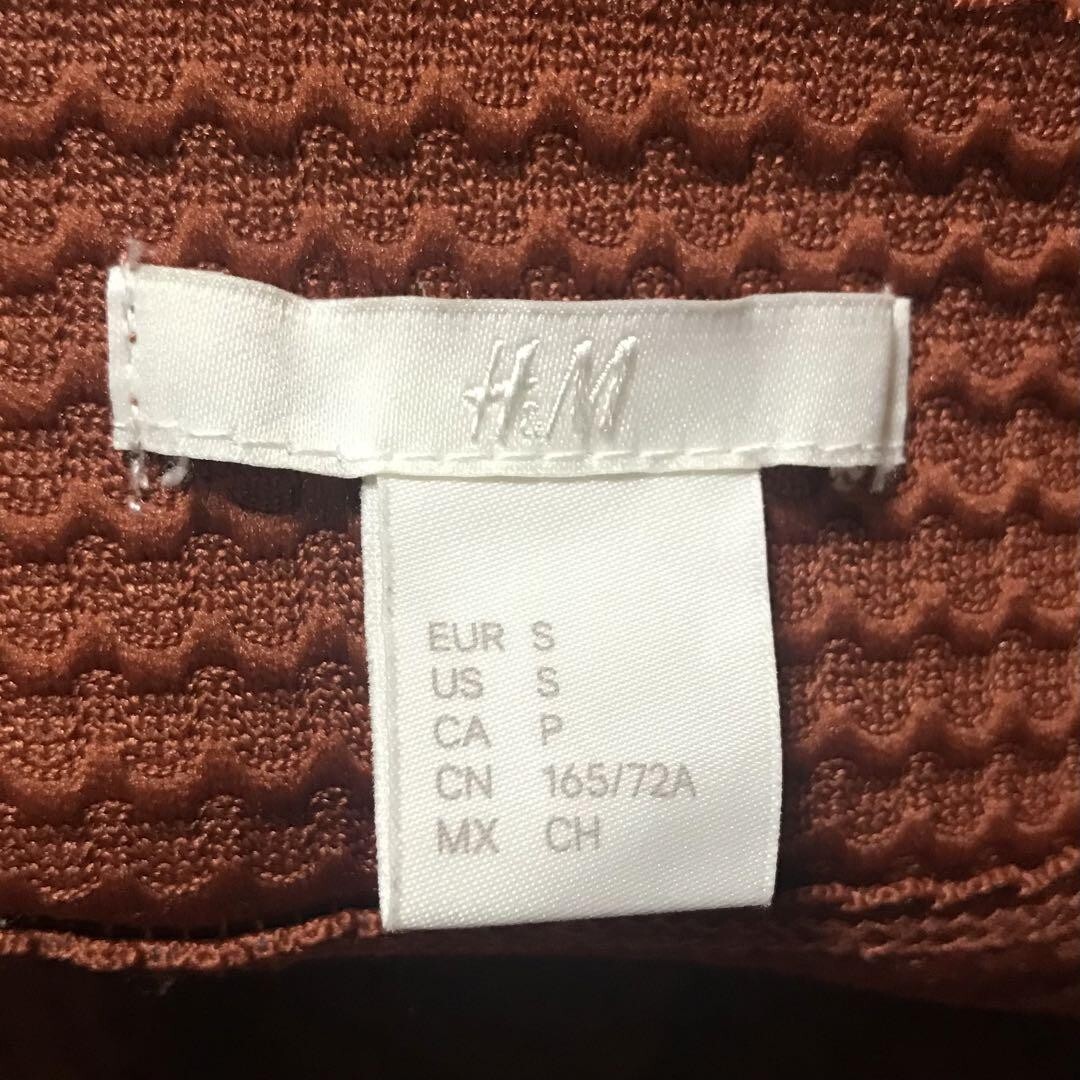 H&M
EUR S
US S
CA P
CN 165/72A
MX CH